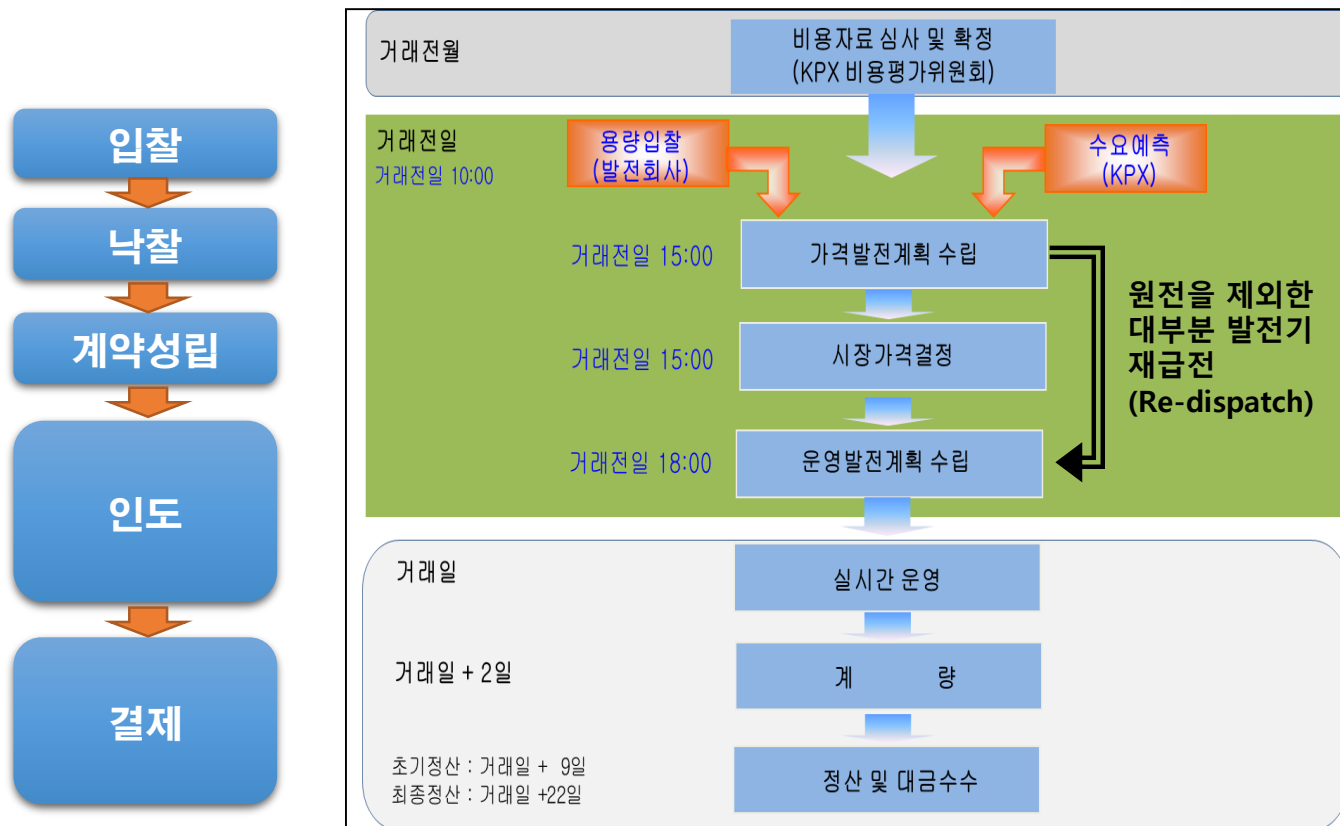 입찰
낙찰
계약성립
인도
결제
거래전월
비용자료 심사 및 확정
(KPX 비용평가위원회)
거래전일
거래전일 10:00
용량입찰
(발전회사)
수요예측
(KPX)
거래전일 15:00
가격발전계획 수립
원전을 제외한
대부분 발전기
재급전
(Re-dispatch)
거래전일 15:00
시장가격결정
거래전일 18:00
운영발전계획 수립
거래일
실시간 운영
거래일 + 2일
계 량
초기정산 : 거래일 + 9일
최종정산 : 거래일 +22일
정산 및 대금수수